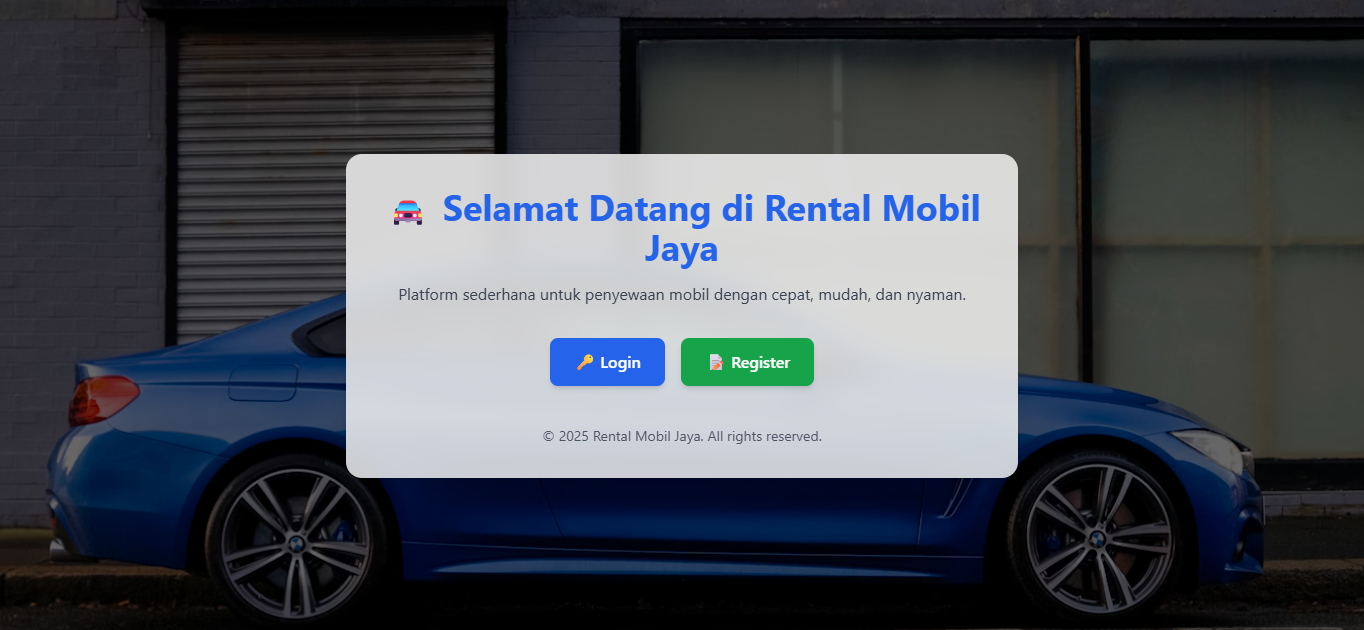 🚘 Selamat Datang di Rental Mobil
Jaya
Platform sederhana untuk penyewaan mobil dengan cepat, mudah, dan nyaman.
🔑 Login
📝 Register
© 2025 Rental Mobil Jaya. All rights reserved.